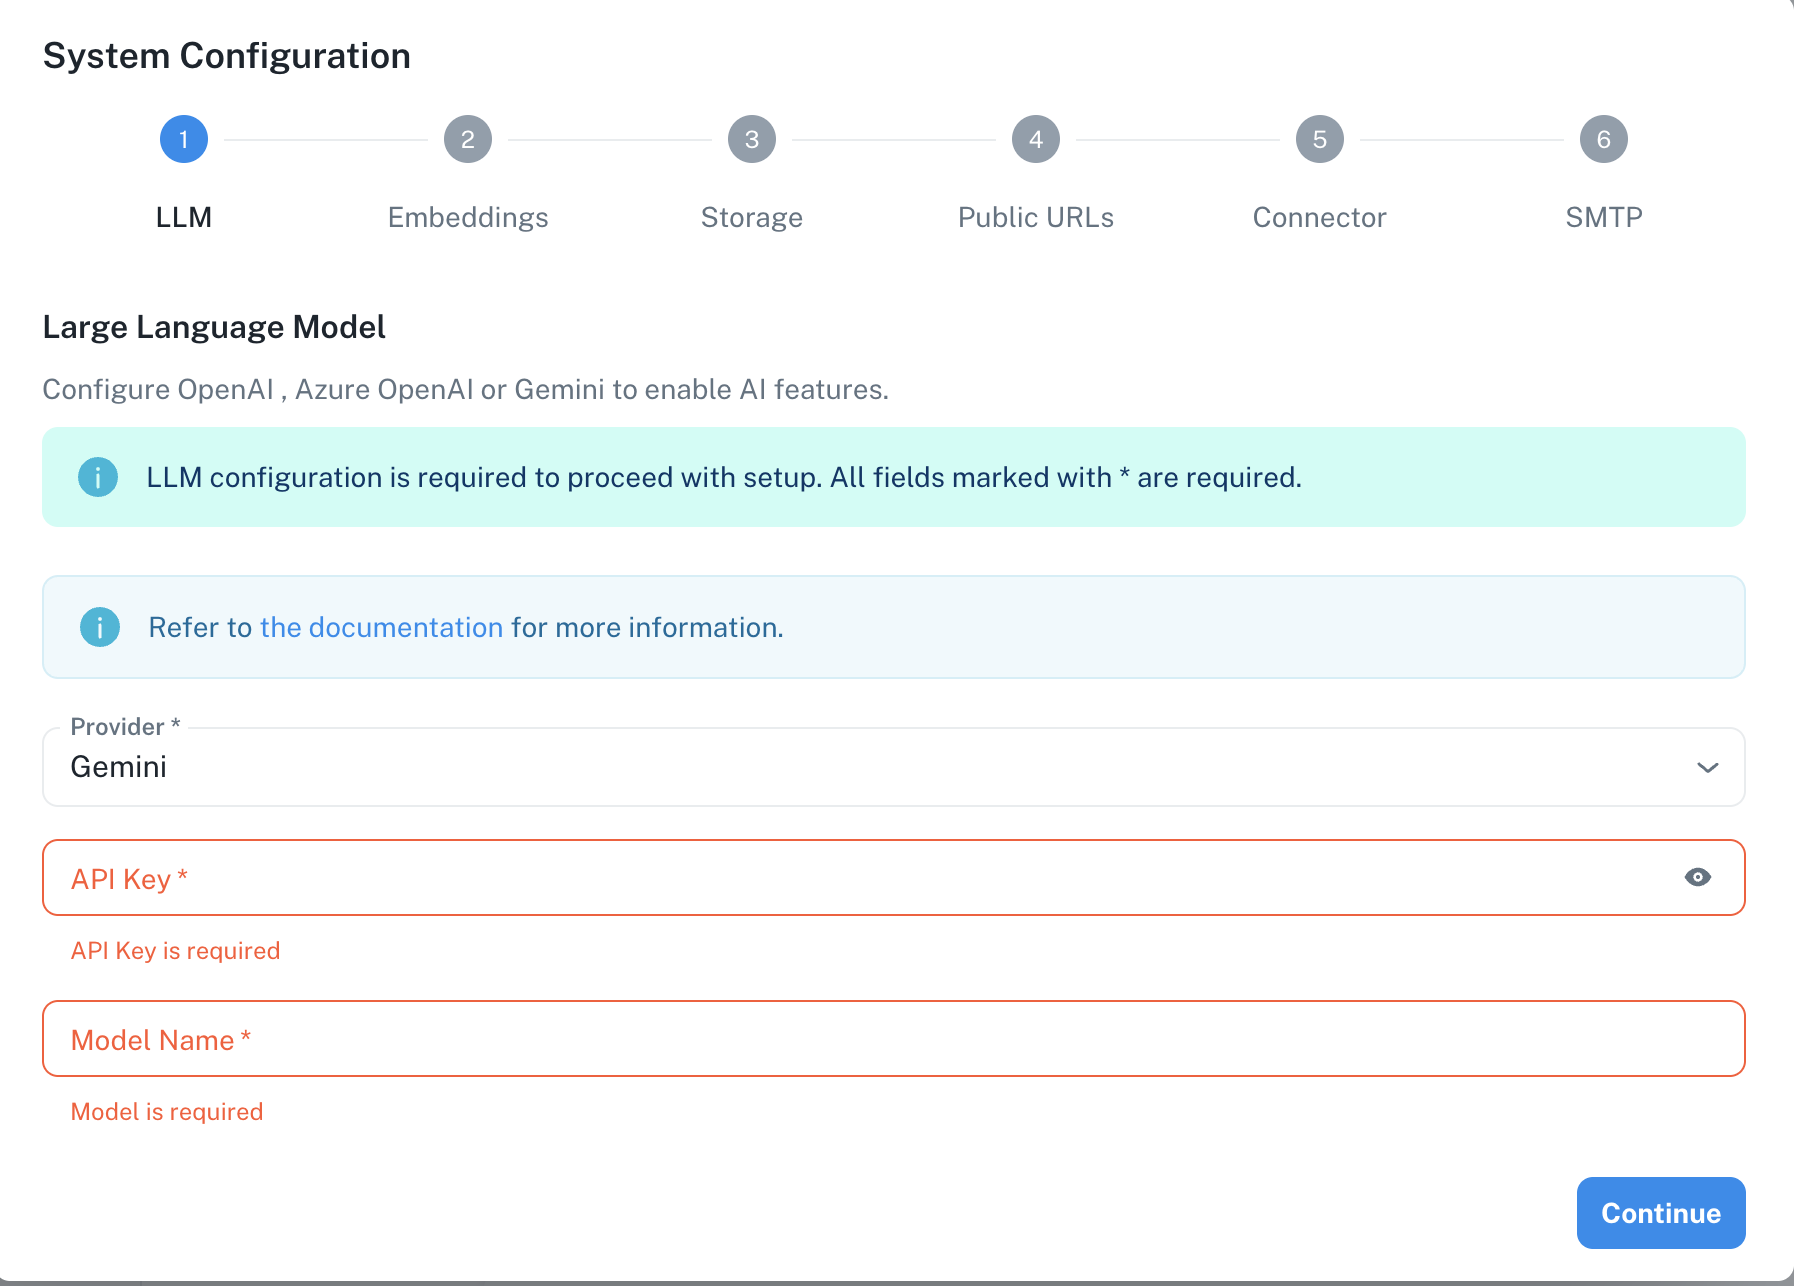 System Configuration
1 2 3 4 5 6
LLM Embeddings Storage Public URLs Connector SMTP
Large Language Model
Configure OpenAI , Azure OpenAI or Gemini to enable AI features.
LLM configuration is required to proceed with setup. All fields marked with * are required.
Refer to the documentation for more information.
Provider *
Gemini
API Key *
API Key is required
Model Name *
Model is required
Continue